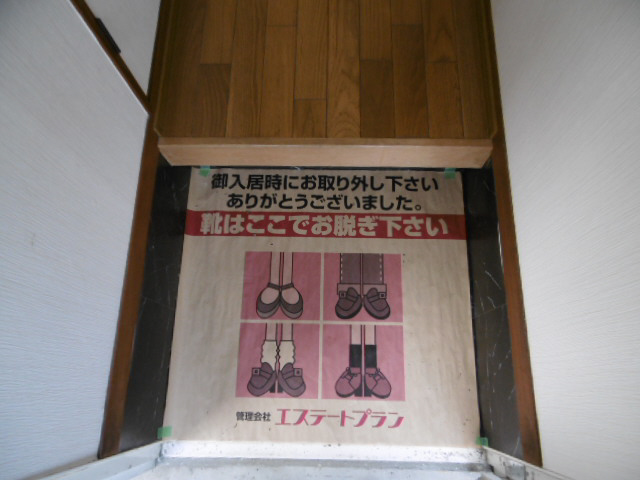 御入居時にお取り外し下さい
ありがとうございました。
靴はここでお脱ぎ下さい
管理会社 エステートプラン